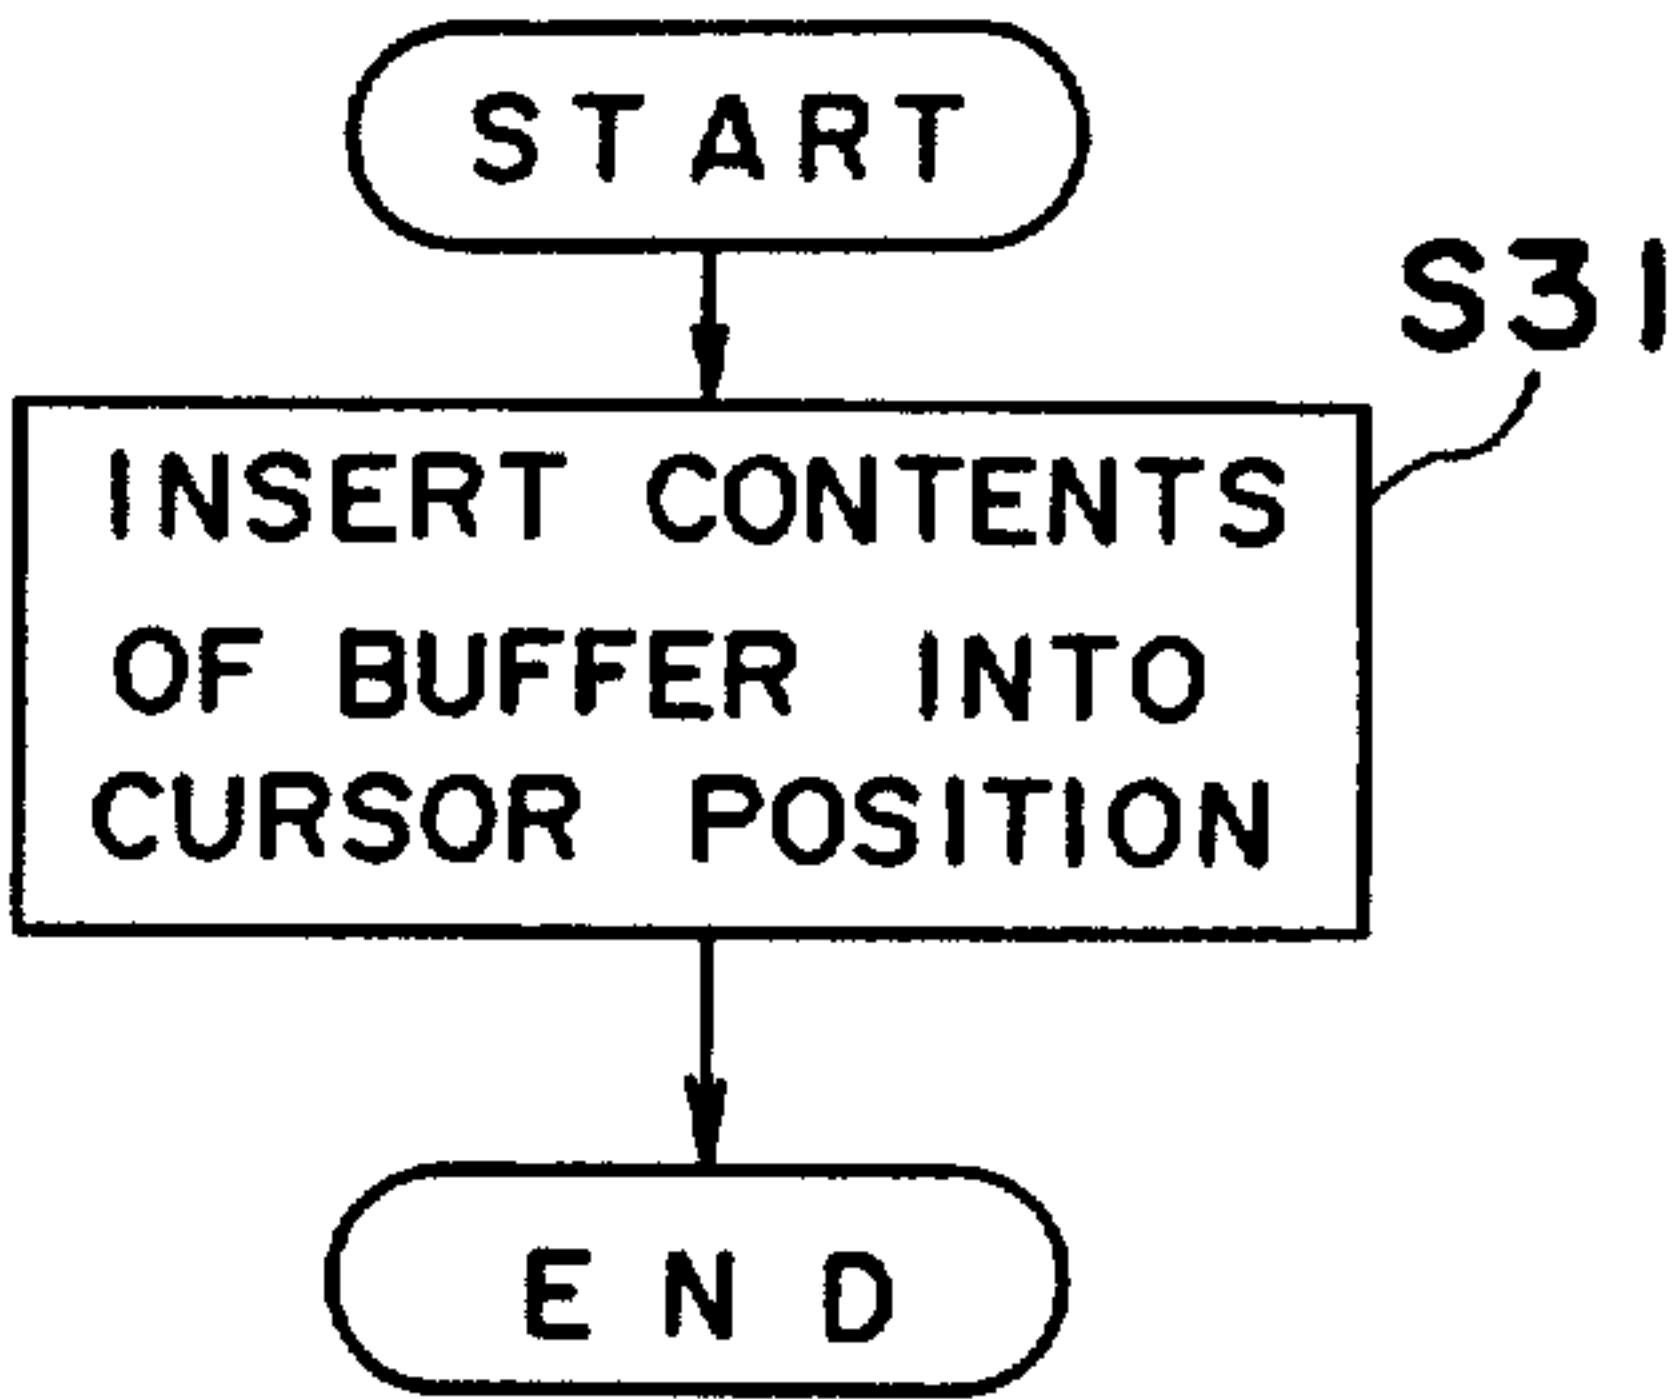 START
S31
INSERT CONTENTS
OF BUFFER INTO
CURSOR POSITION
END